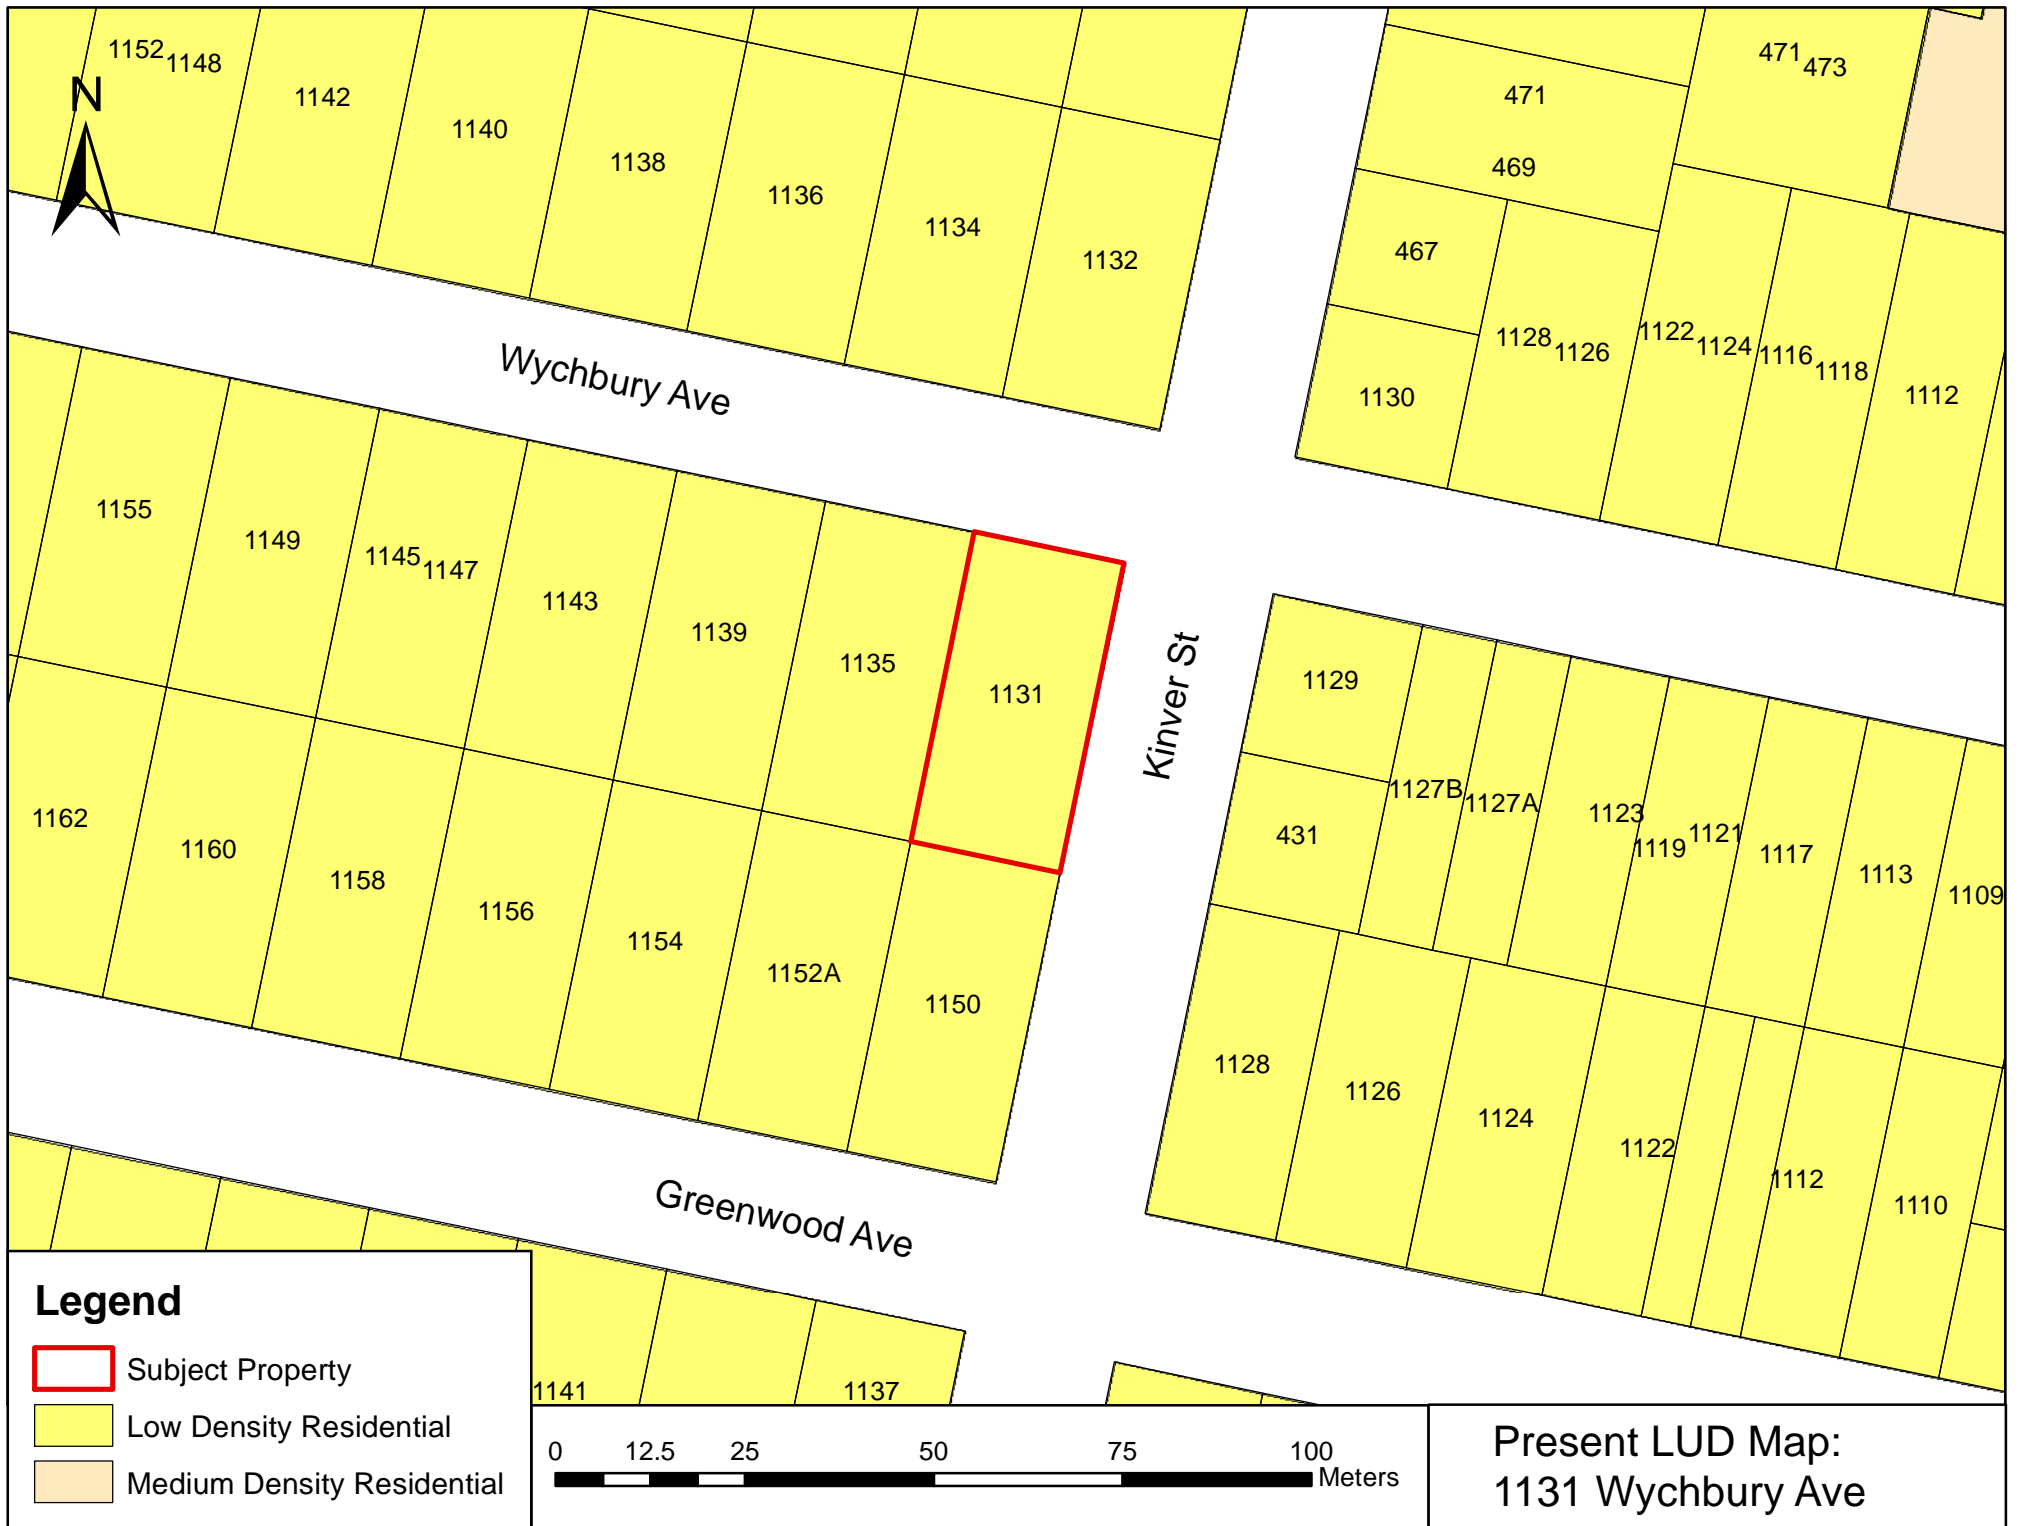 1152 1148
N
1142
1140
1138
1136
1134
1132
471 473
471
469
467
1130
1128 1126
1122 1124
1116 1118
1112
Wychbury Ave
1155
1149
1145 1147
1143
1139
1135
1131
Kinver St
1129
431
1127B
1127A
1123
1119 1121
1117
1113
1109
1162
1160
1158
1156
1154
1152A
1150
1128
1126
1124
1122
1112
1110
Greenwood Ave
1141
1137
Legend
Subject Property
Low Density Residential
Medium Density Residential
0 12.5 25 50 75 100
Meters
Present LUD Map:
1131 Wychbury Ave